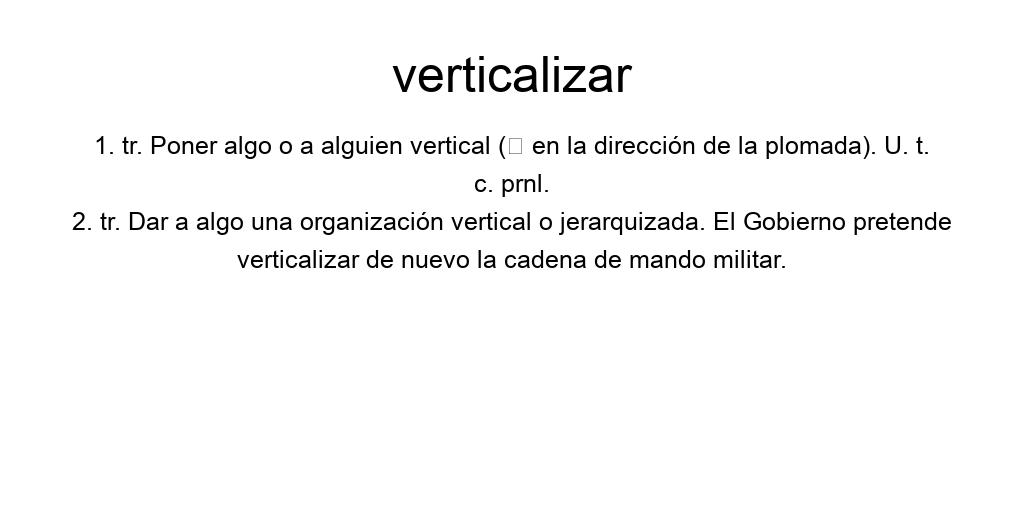 verticalizar
1. tr. Poner algo o a alguien vertical (□ en la dirección de la plomada). U. t.
c. prnl.
2. tr. Dar a algo una organización vertical o jerarquizada. El Gobierno pretende
verticalizar de nuevo la cadena de mando militar.